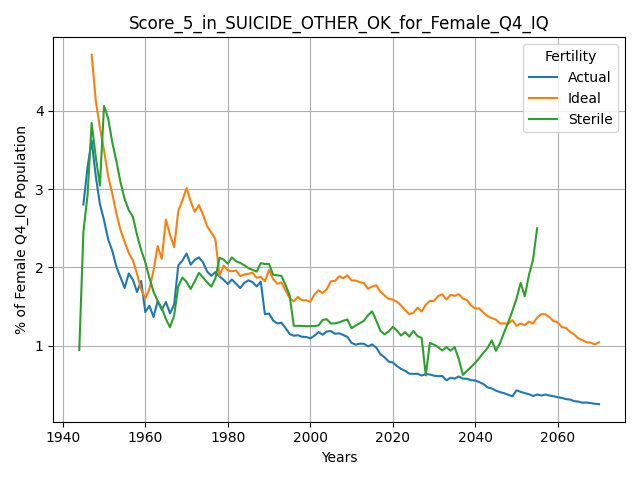 Score_5_in_SUICIDE_OTHER_OK_for_Female_Q4_IQ
Fertility
Actual
Ideal
Sterile
% of Female Q4_IQ Population
4
3
2
1
1940 1960 1980 2000 2020 2040 2060
Years